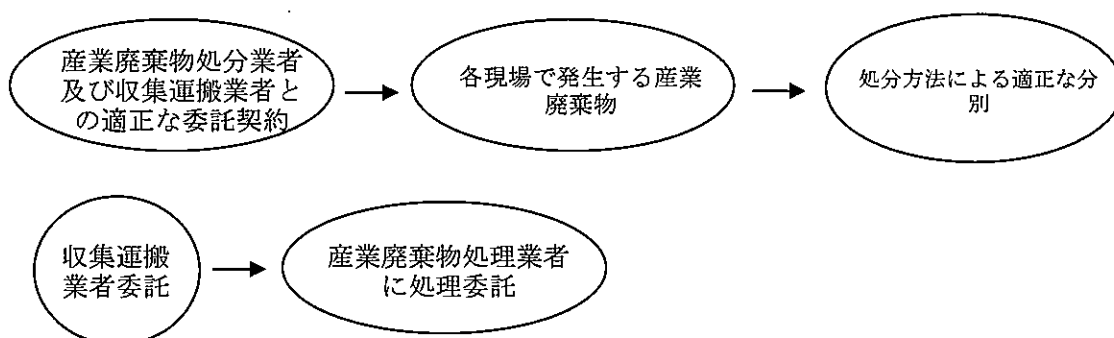 産業廃棄物処分業者
及び収集運搬業者と
の適正な委託契約
各現場で発生する産業
廃棄物
処分方法による適正な分
別
収集運搬
業者委託
産業廃棄物処理業者
に処理委託